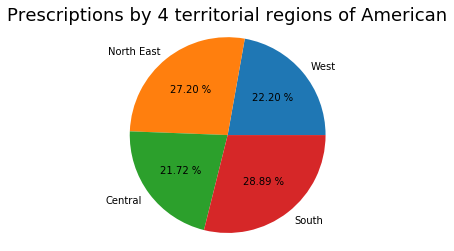 Prescriptions by 4 territorial regions of American
North East
West
27.20 %
22.20 %
21.72 %
28.89 %
Central
South